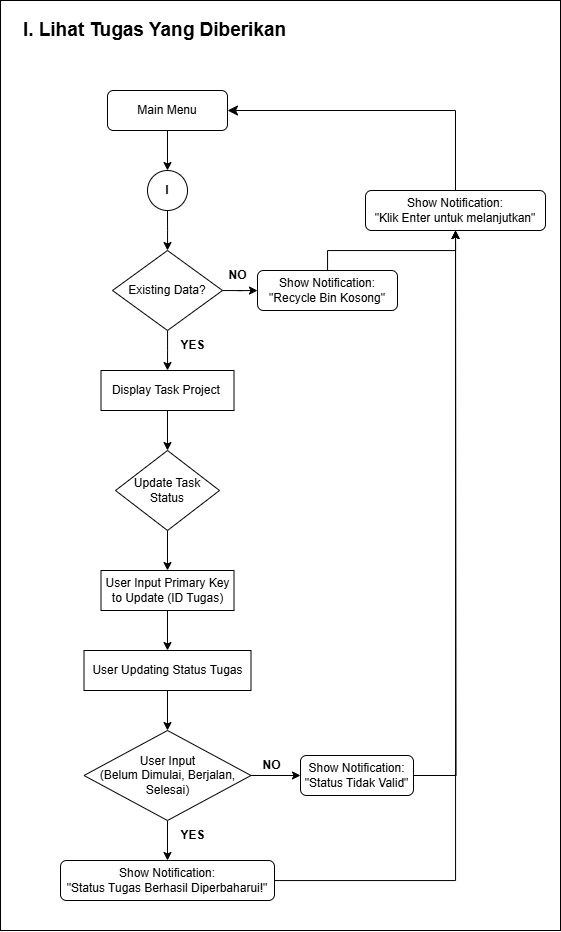 I. Lihat Tugas Yang Diberikan
Main Menu
I
Show Notification:
"Klik Enter untuk melanjutkan"
Existing Data?
NO
Show Notification:
"Recycle Bin Kosong"
YES
Display Task Project
Update Task
Status
User Input Primary Key
to Update (ID Tugas)
User Updating Status Tugas
User Input
(Belum Dimulai, Berjalan,
Selesai)
NO
Show Notification:
"Status Tidak Valid"
YES
Show Notification:
"Status Tugas Berhasil Diperbaharui!"